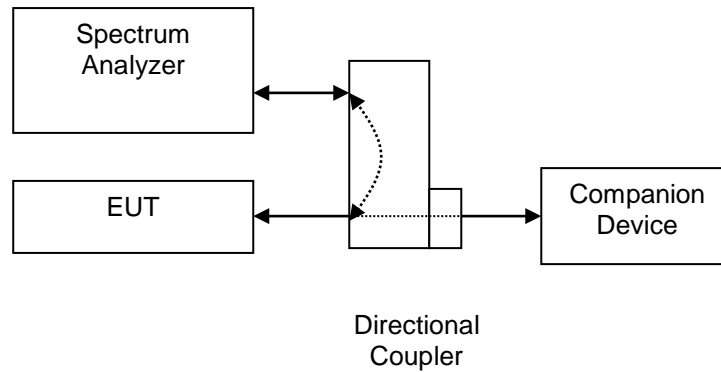 Spectrum
Analyzer
EUT
Companion
Device
Directional
Coupler